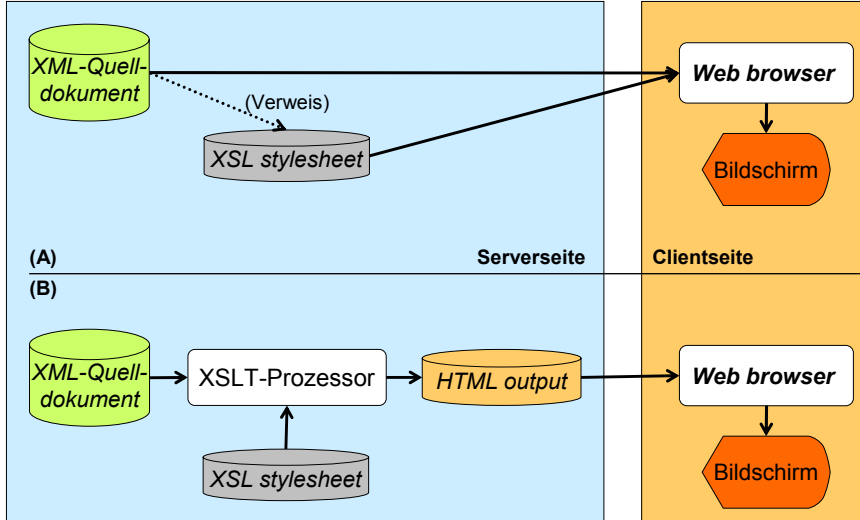 XML-Quell-
dokument
(Verweis)
XSL stylesheet
Web browser
Bildschirm
(A)
Serverseite
Clientseite
(B)
XML-Quell-
dokument
XSLT-Prozessor
HTML output
XSL stylesheet
Web browser
Bildschirm